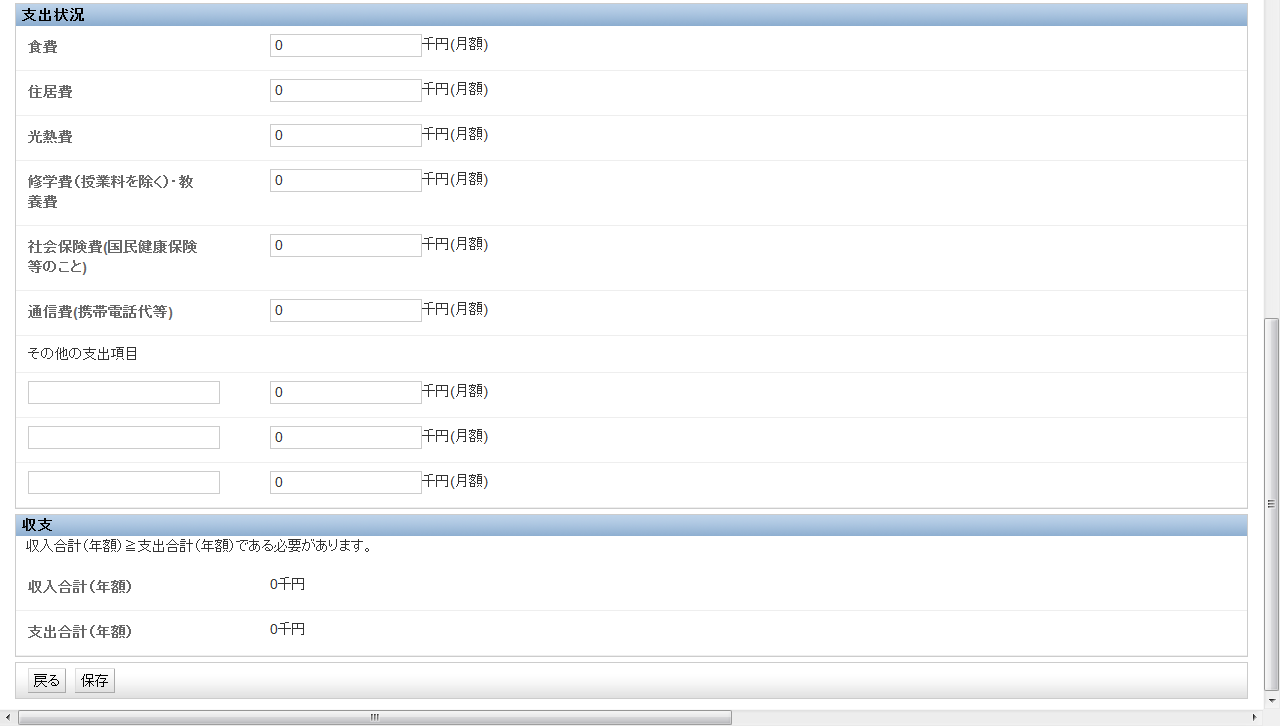 支出状況
食費 0 千円(月額)
住居費 0 千円(月額)
光熱費 0 千円(月額)
修学費(授業料を除く)・教 0 千円(月額)
養費
社会保険費(国民健康保険 0 千円(月額)
等のこと)
通信費(携帯電話代等) 0 千円(月額)
その他の支出項目
0 千円(月額)
0 千円(月額)
0 千円(月額)
収支
収入合計(年額)≧支出合計(年額)である必要があります。
収入合計(年額) 0千円
支出合計(年額) 0千円
戻る 保存